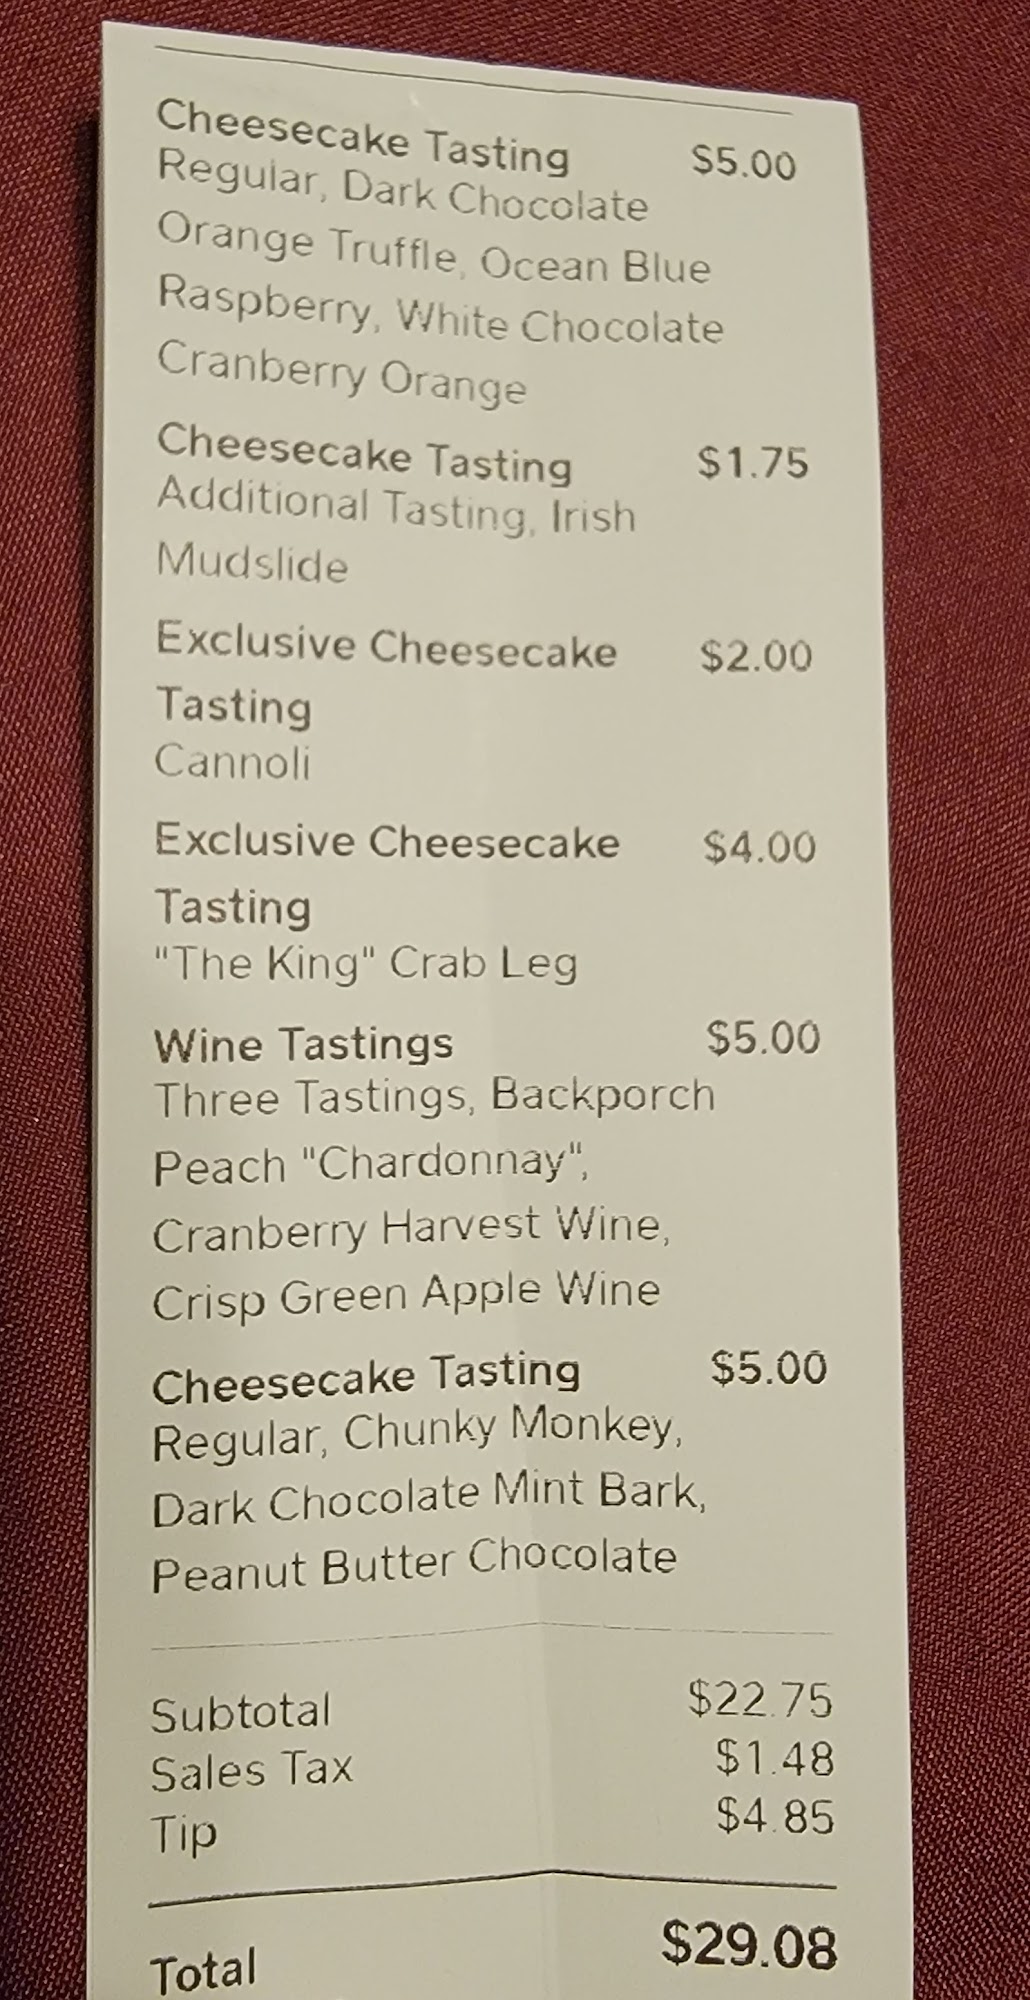 Cheesecake Tasting $5.00
Regular, Dark Chocolate
Orange Truffle, Ocean Blue
Raspberry, White Chocolate
Cranberry Orange
Cheesecake Tasting $1.75
Additional Tasting, Irish
Mudslide
Exclusive Cheesecake $2.00
Tasting
Cannoli
Exclusive Cheesecake $4.00
Tasting
"The King" Crab Leg
Wine Tastings $5.00
Three Tastings, Backporch
Peach "Chardonnay",
Cranberry Harvest Wine,
Crisp Green Apple Wine
Cheesecake Tasting $5.00
Regular, Chunky Monkey,
Dark Chocolate Mint Bark,
Peanut Butter Chocolate
Subtotal $22.75
Sales Tax $1.48
Tip $4.85
Total $29.08